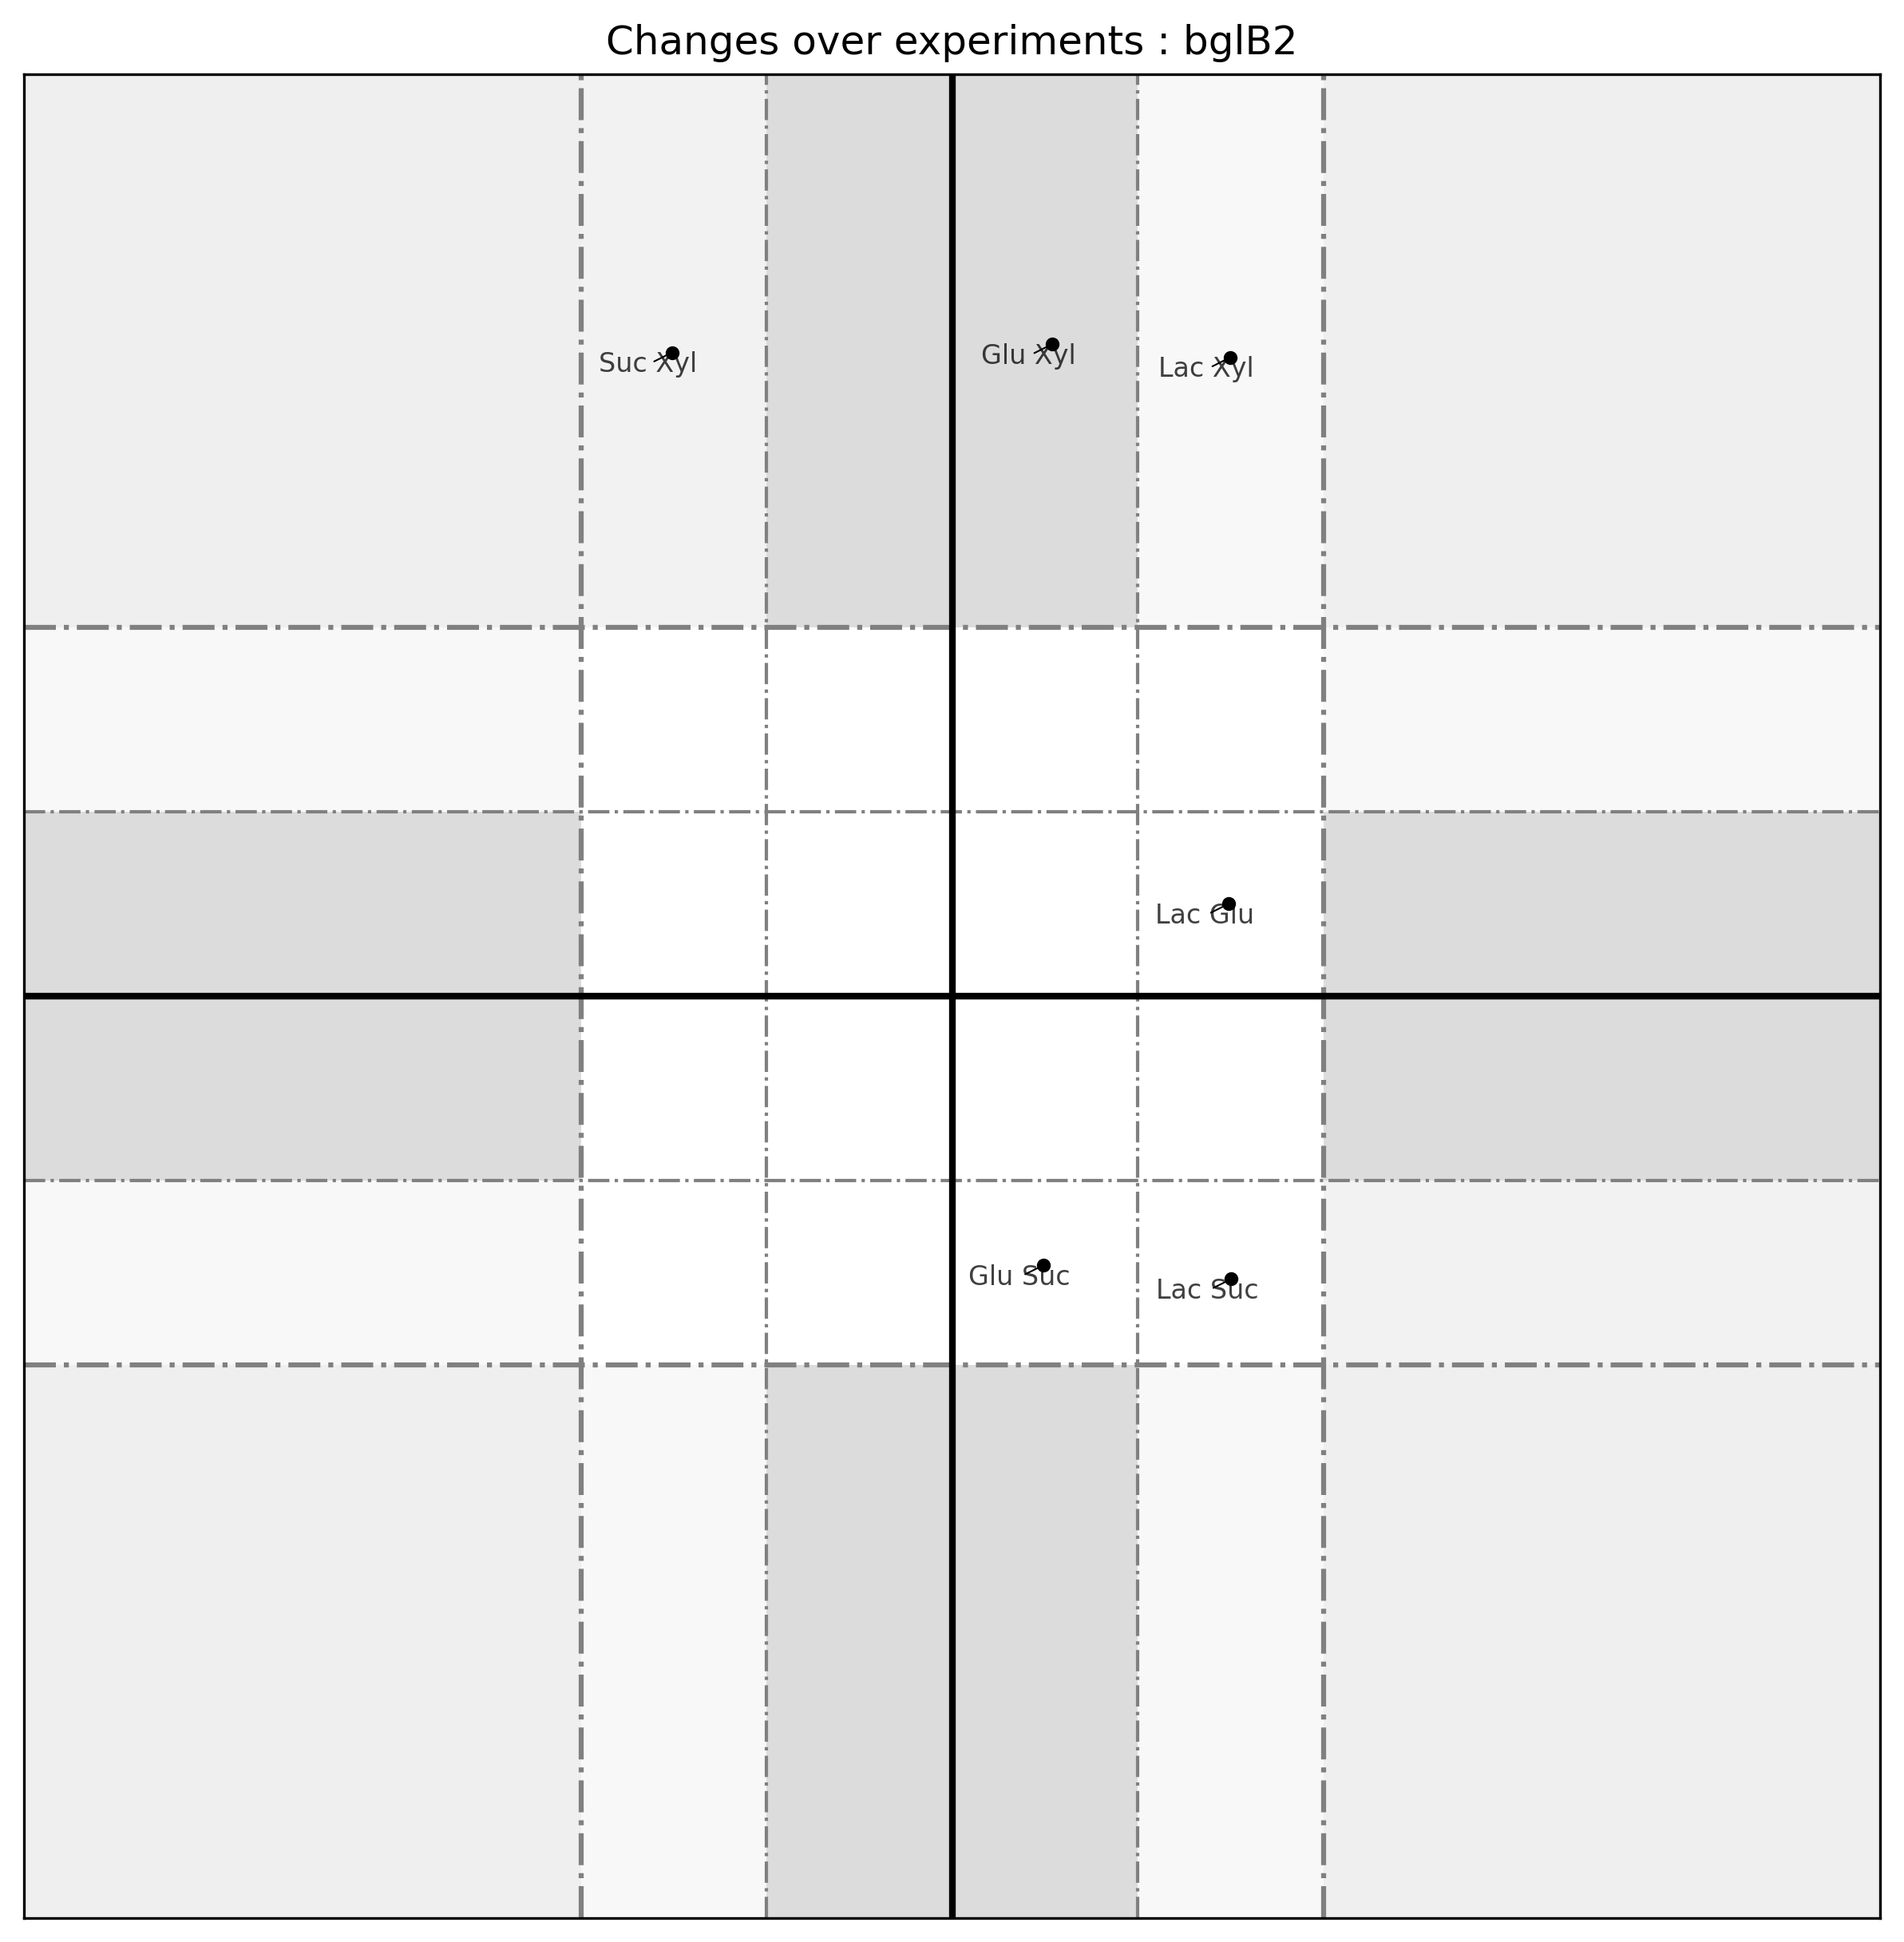 Changes over experiments : bglB2
Suc Xyl
Glu Xyl
Lac Xyl
Lac Glu
Glu Suc
Lac Suc